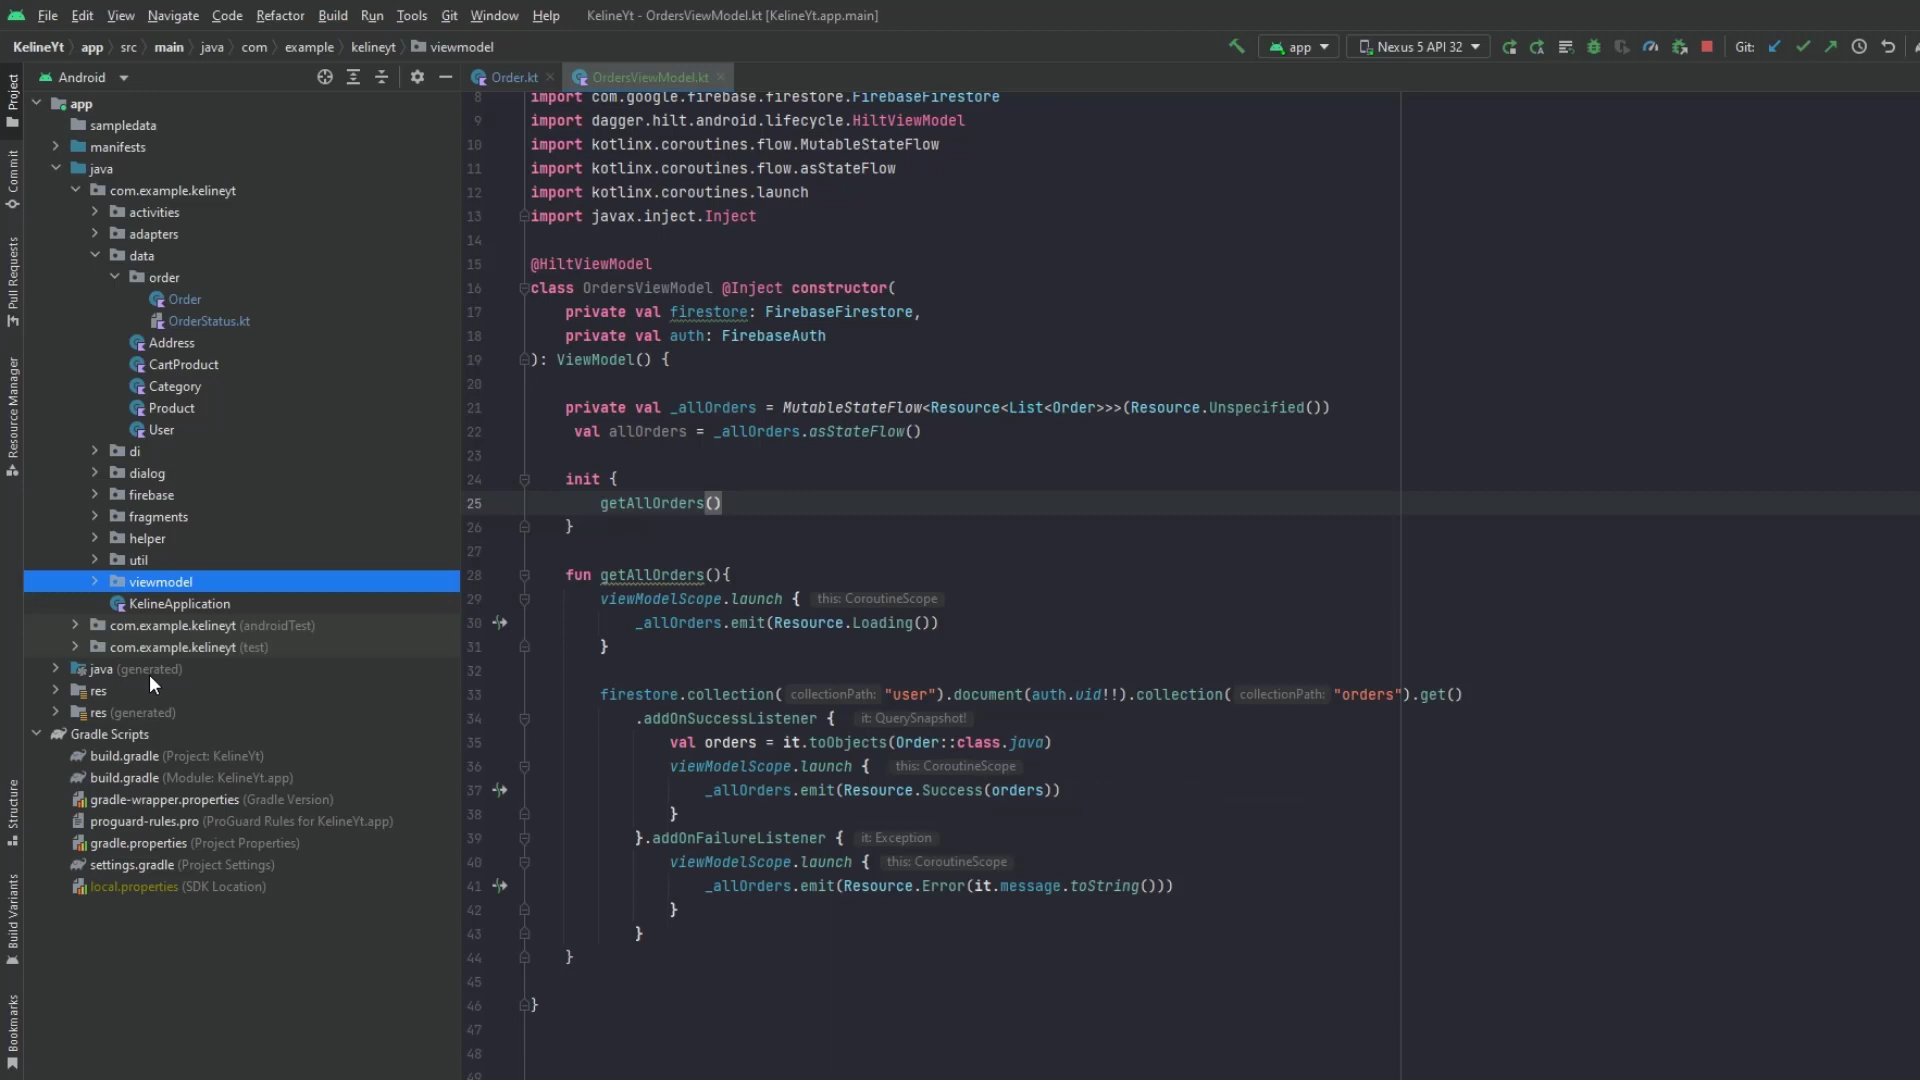 File Edit View Navigate Code Refactor Build Run Tools Git Window Help KelineYt - OrdersViewModel.kt [KelineYt.app.main]
KelineYt app src main java com example kelineyt viewmodel app Nexus 5 API 32 Git:
Android Order.kt OrdersViewModel.kt
Project
Commit
Pull Requests
Resource Manager
Structure
Build Variants
Bookmarks
app
sampledata
manifests
java
com.example.kelineyt
activities
adapters
data
order
Order
OrderStatus.kt
Address
CartProduct
Category
Product
User
di
dialog
firebase
fragments
helper
util
viewmodel
KelineApplication
com.example.kelineyt (androidTest)
com.example.kelineyt (test)
java (generated)
res
res (generated)
Gradle Scripts
build.gradle (Project: KelineYt)
build.gradle (Module: KelineYt.app)
gradle-wrapper.properties (Gradle Version)
proguard-rules.pro (ProGuard Rules for KelineYt.app)
gradle.properties (Project Properties)
settings.gradle (Project Settings)
local.properties (SDK Location)
8 import com.google.firebase.firestore.FirebaseFirestore
9 import dagger.hilt.android.lifecycle.HiltViewModel
10 import kotlinx.coroutines.flow.MutableStateFlow
11 import kotlinx.coroutines.flow.asStateFlow
12 import kotlinx.coroutines.launch
13 import javax.inject.Inject
14
15 @HiltViewModel
16 class OrdersViewModel @Inject constructor(
17 private val firestore: FirebaseFirestore,
18 private val auth: FirebaseAuth
19 ): ViewModel() {
20
21 private val _allOrders = MutableStateFlow<Resource<List<Order>>>(Resource.Unspecified())
22 val allOrders = _allOrders.asStateFlow()
23
24 init {
25 getAllOrders()
26 }
27
28 fun getAllOrders(){
29 viewModelScope.launch { this: CoroutineScope
30 _allOrders.emit(Resource.Loading())
31 }
32
33 firestore.collection( collectionPath: "user").document(auth.uid!!).collection( collectionPath: "orders").get()
34 .addOnSuccessListener { it: QuerySnapshot!
35 val orders = it.toObjects(Order::class.java)
36 viewModelScope.launch { this: CoroutineScope
37 _allOrders.emit(Resource.Success(orders))
38 }
39 }.addOnFailureListener { it: Exception
40 viewModelScope.launch { this: CoroutineScope
41 _allOrders.emit(Resource.Error(it.message.toString()))
42 }
43 }
44 }
45
46 }
47
48
49